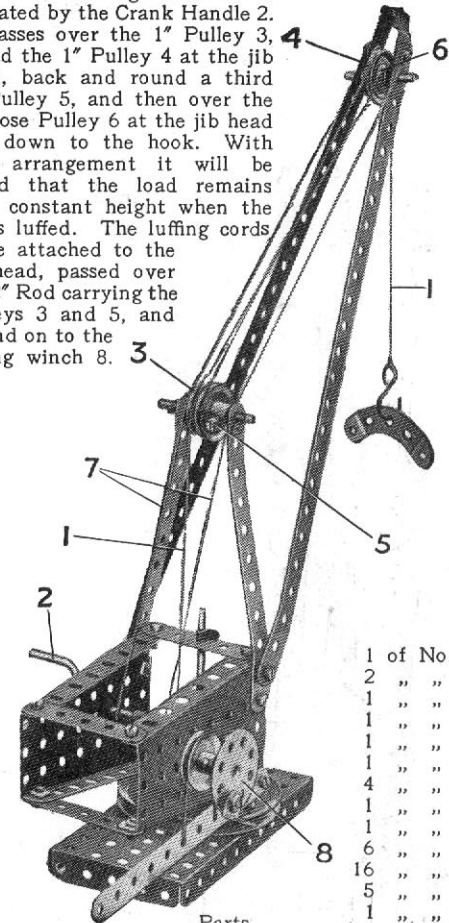 ated by the Crank Handle 2.
asses over the 1″ Pulley 3,
d the 1″ Pulley 4 at the jib
, back and round a third
ulley 5, and then over the
ose Pulley 6 at the jib head
down to the hook. With
arrangement it will be
d that the load remains
constant height when the
s luffed. The luffing cords
e attached to the
head, passed over
″ Rod carrying the
eys 3 and 5, and
nd on to the
ng winch 8.
4
6
1
3
7
1
5
2
8
1 of No
2 „ „
1 „ „
1 „ „
1 „ „
1 „ „
4 „ „
1 „ „
1 „ „
6 „ „
16 „ „
5 „ „
1 „ „
Parts